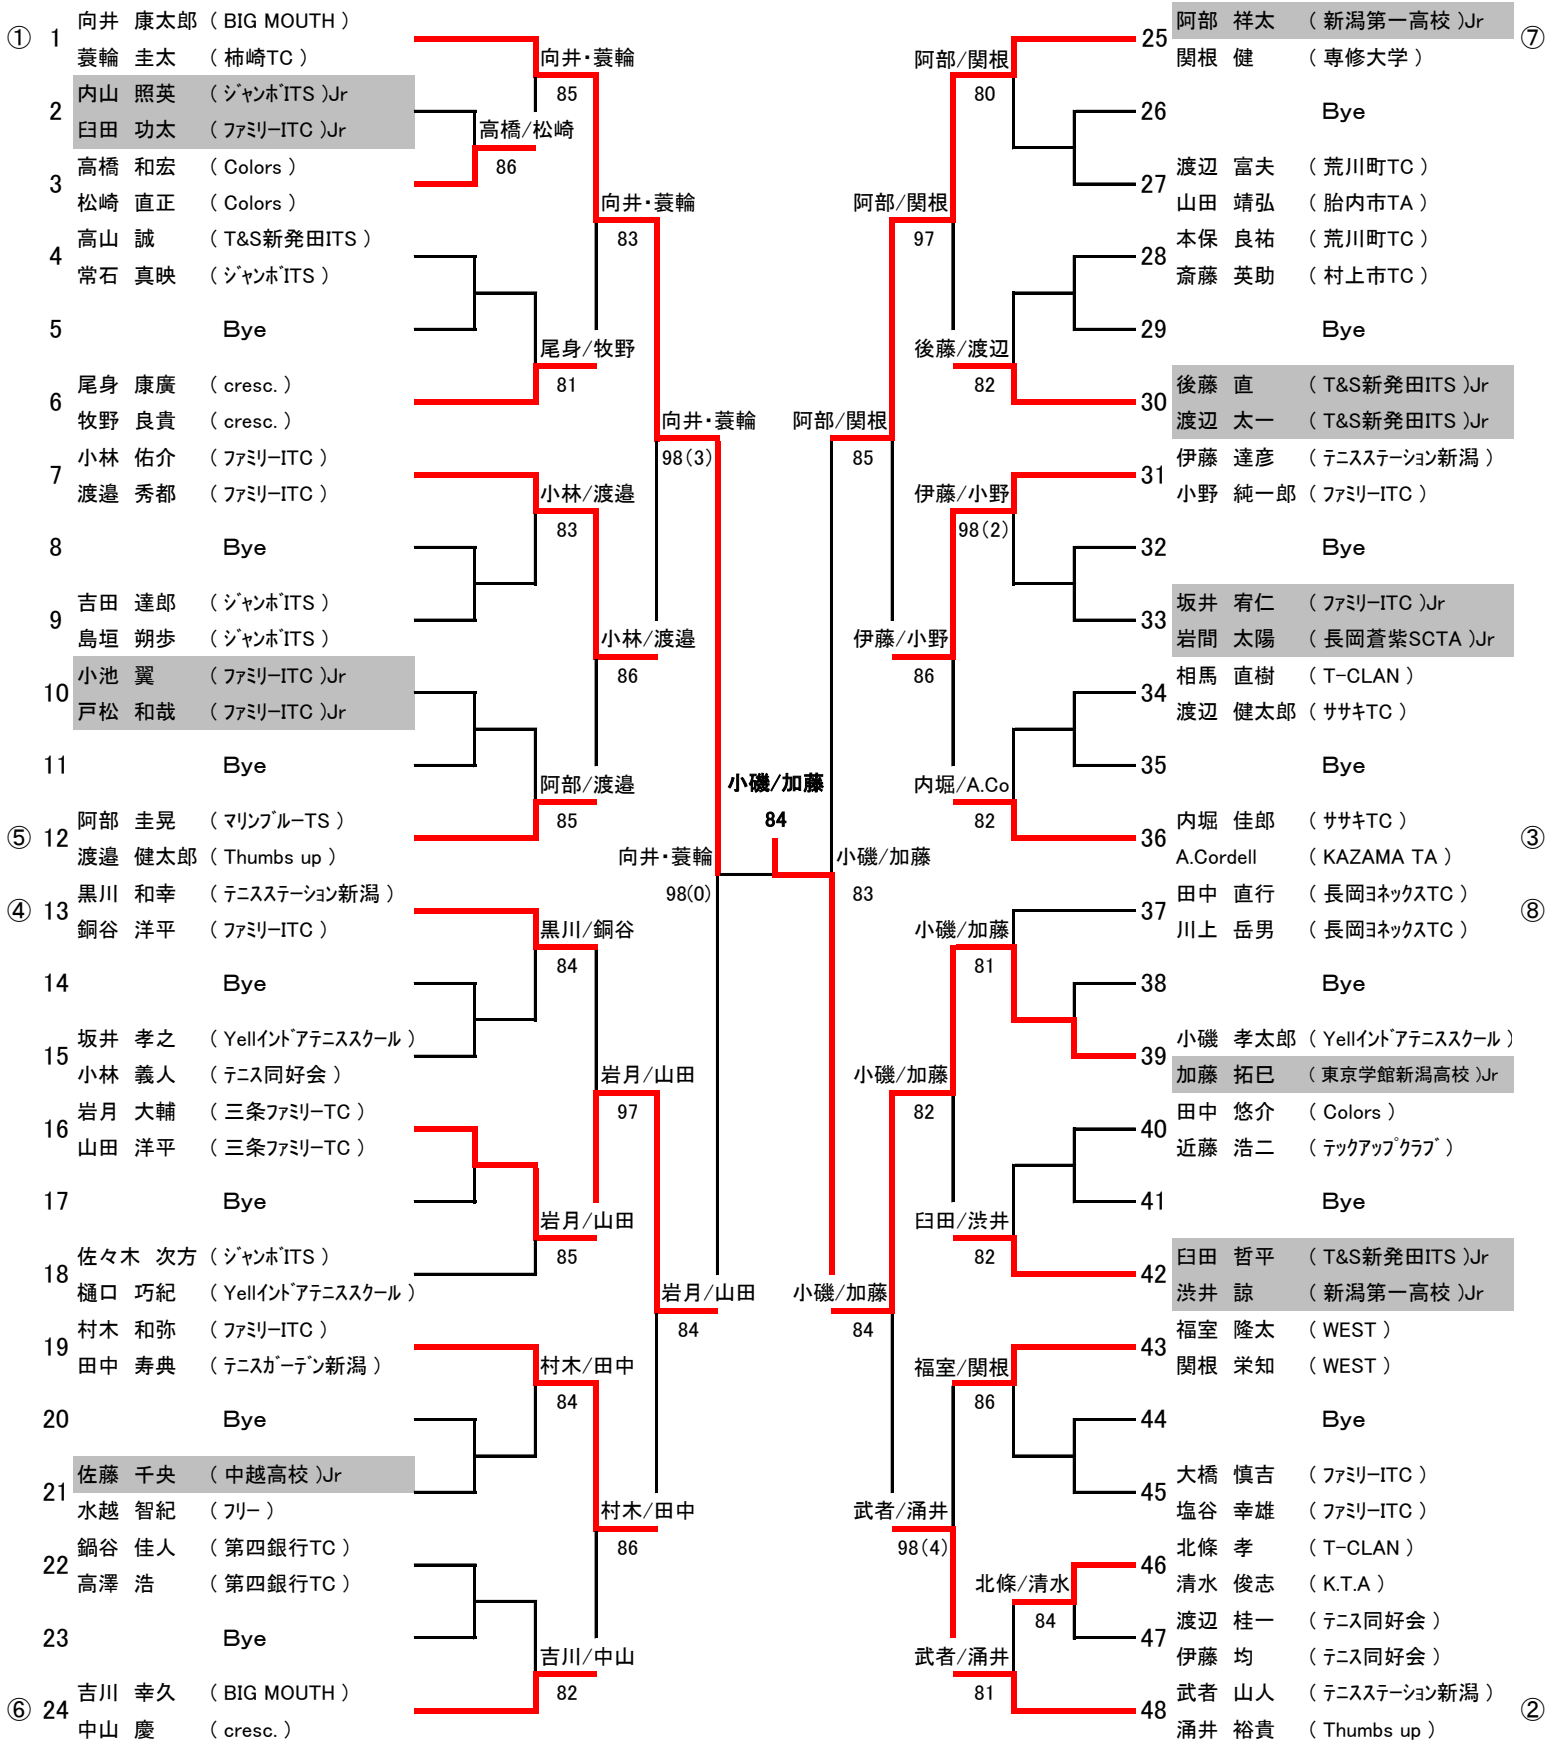 ① 1 向井 康太郎 ( BIG MOUTH )
蓑輪 圭太 ( 柿崎TC )
2 内山 照英 ( ジャンボITS )Jr
臼田 功太 ( ファミリーITC )Jr
3 高橋 和宏 ( Colors )
松崎 直正 ( Colors )
4 高山 誠 ( T&S新発田ITS )
常石 真映 ( ジャンボITS )
5 Bye
6 尾身 康廣 ( cresc. )
牧野 良貴 ( cresc. )
7 小林 佑介 ( ファミリーITC )
渡邉 秀都 ( ファミリーITC )
8 Bye
9 吉田 達郎 ( ジャンボITS )
島垣 朔歩 ( ジャンボITS )
10 小池 翼 ( ファミリーITC )Jr
戸松 和哉 ( ファミリーITC )Jr
11 Bye
⑤ 12 阿部 圭晃 ( マリンブルーTS )
渡邉 健太郎 ( Thumbs up )
④ 13 黒川 和幸 ( テニスステーション新潟 )
銅谷 洋平 ( ファミリーITC )
14 Bye
15 坂井 孝之 ( Yellインドアテニススクール )
小林 義人 ( テニス同好会 )
16 岩月 大輔 ( 三条ファミリーTC )
山田 洋平 ( 三条ファミリーTC )
17 Bye
18 佐々木 次方 ( ジャンボITS )
樋口 巧紀 ( Yellインドアテニススクール )
19 村木 和弥 ( ファミリーITC )
田中 寿典 ( テニスガーデン新潟 )
20 Bye
21 佐藤 千央 ( 中越高校 )Jr
水越 智紀 ( フリー )
22 鍋谷 佳人 ( 第四銀行TC )
高澤 浩 ( 第四銀行TC )
23 Bye
⑥ 24 吉川 幸久 ( BIG MOUTH )
中山 慶 ( cresc. )
向井・蓑輪
85
高橋/松崎
86
向井・蓑輪
83
尾身/牧野
81
向井・蓑輪
98(3)
小林/渡邉
83
小林/渡邉
86
阿部/渡邉
85
向井・蓑輪
98(0)
黒川/銅谷
84
岩月/山田
97
岩月/山田
85
岩月/山田
84
村木/田中
84
村木/田中
86
吉川/中山
82
小磯/加藤
84
阿部/関根
80
阿部/関根
97
後藤/渡辺
82
阿部/関根
85
伊藤/小野
98(2)
伊藤/小野
86
内堀/A.Co
82
小磯/加藤
83
小磯/加藤
81
小磯/加藤
82
臼田/渋井
82
小磯/加藤
84
福室/関根
86
武者/涌井
98(4)
北條/清水
84
武者/涌井
81
25 阿部 祥太 ( 新潟第一高校 )Jr ⑦
関根 健 ( 専修大学 )
26 Bye
27 渡辺 富夫 ( 荒川町TC )
山田 靖弘 ( 胎内市TA )
28 本保 良祐 ( 荒川町TC )
斎藤 英助 ( 村上市TC )
29 Bye
30 後藤 直 ( T&S新発田ITS )Jr
渡辺 太一 ( T&S新発田ITS )Jr
31 伊藤 達彦 ( テニスステーション新潟 )
小野 純一郎 ( ファミリーITC )
32 Bye
33 坂井 宥仁 ( ファミリーITC )Jr
岩間 太陽 ( 長岡蒼紫SCTA )Jr
34 相馬 直樹 ( T-CLAN )
渡辺 健太郎 ( ササキTC )
35 Bye
36 内堀 佳郎 ( ササキTC ) ③
A.Cordell ( KAZAMA TA )
37 田中 直行 ( 長岡ヨネックスTC ) ⑧
川上 岳男 ( 長岡ヨネックスTC )
38 Bye
39 小磯 孝太郎 ( Yellインドアテニススクール )
加藤 拓巳 ( 東京学館新潟高校 )Jr
40 田中 悠介 ( Colors )
近藤 浩二 ( テックアップクラブ )
41 Bye
42 臼田 哲平 ( T&S新発田ITS )Jr
渋井 諒 ( 新潟第一高校 )Jr
43 福室 隆太 ( WEST )
関根 栄知 ( WEST )
44 Bye
45 大橋 慎吉 ( ファミリーITC )
塩谷 幸雄 ( ファミリーITC )
46 北條 孝 ( T-CLAN )
清水 俊志 ( K.T.A )
47 渡辺 桂一 ( テニス同好会 )
伊藤 均 ( テニス同好会 )
48 武者 山人 ( テニスステーション新潟 ) ②
涌井 裕貴 ( Thumbs up )